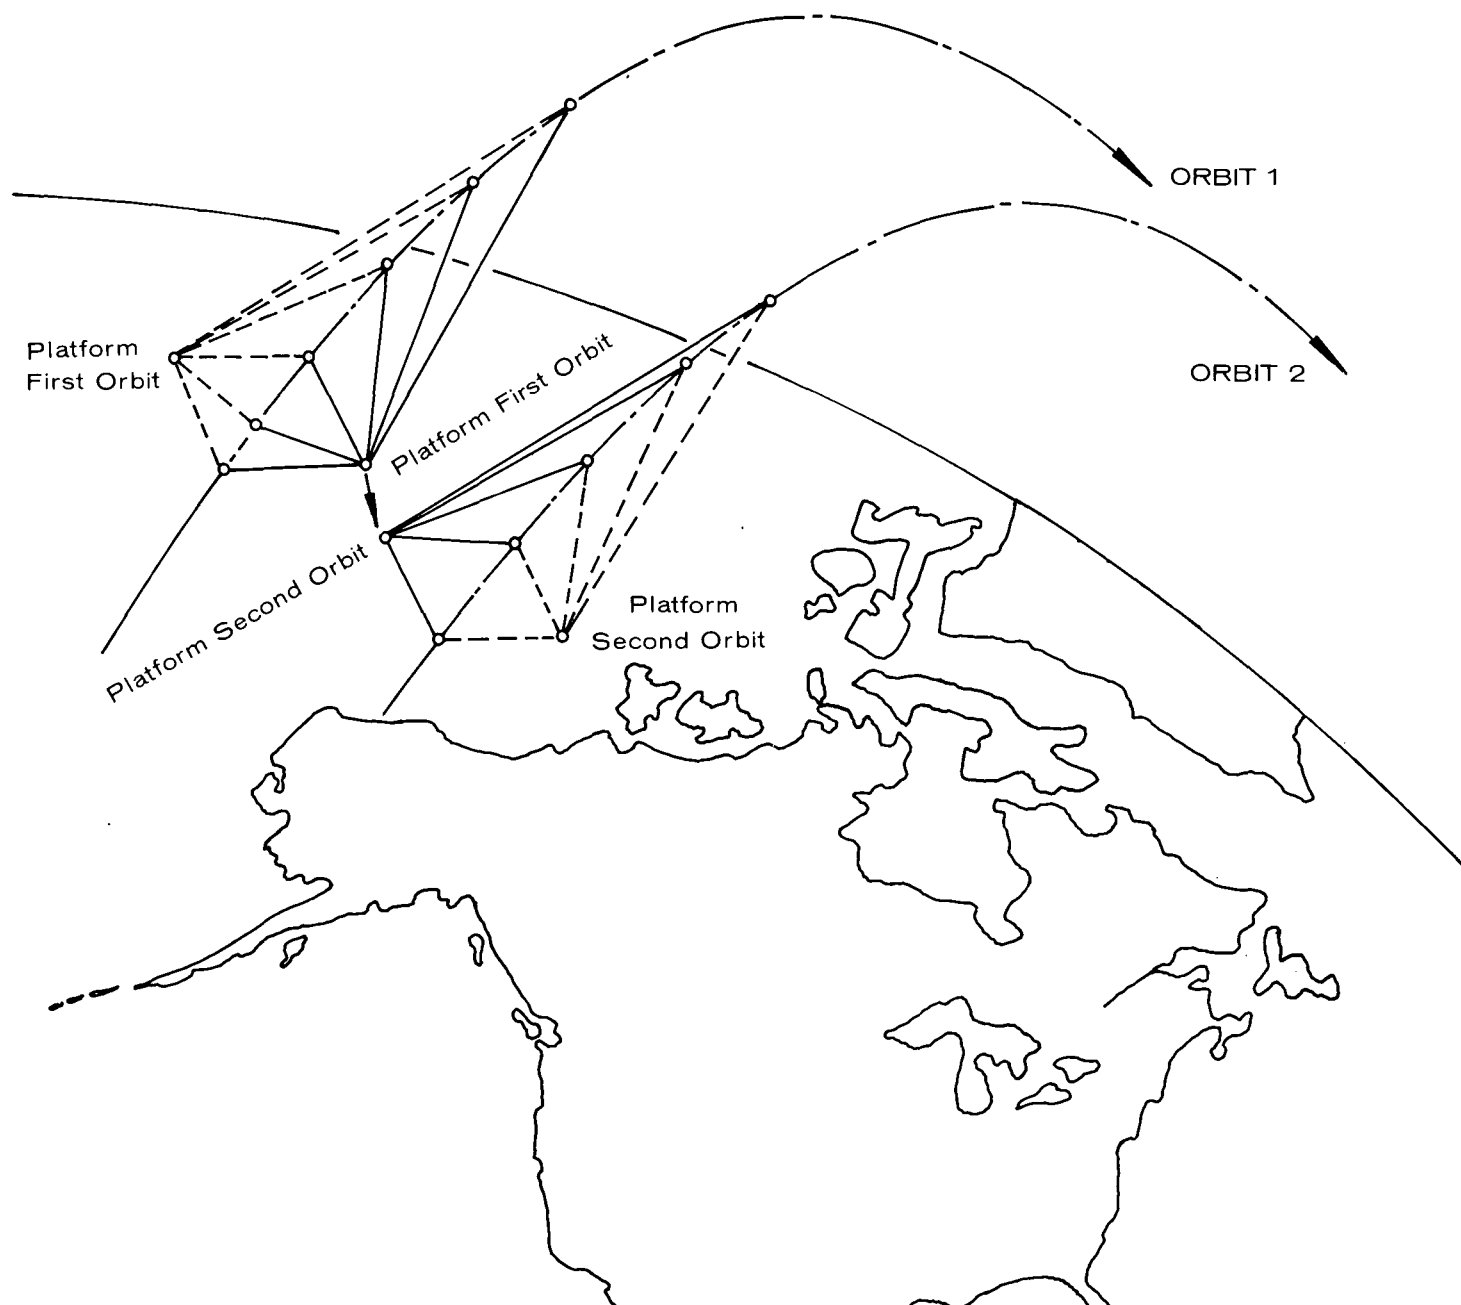 ORBIT 1
ORBIT 2
Platform
First Orbit
Platform First Orbit
Platform Second Orbit
Platform
Second Orbit